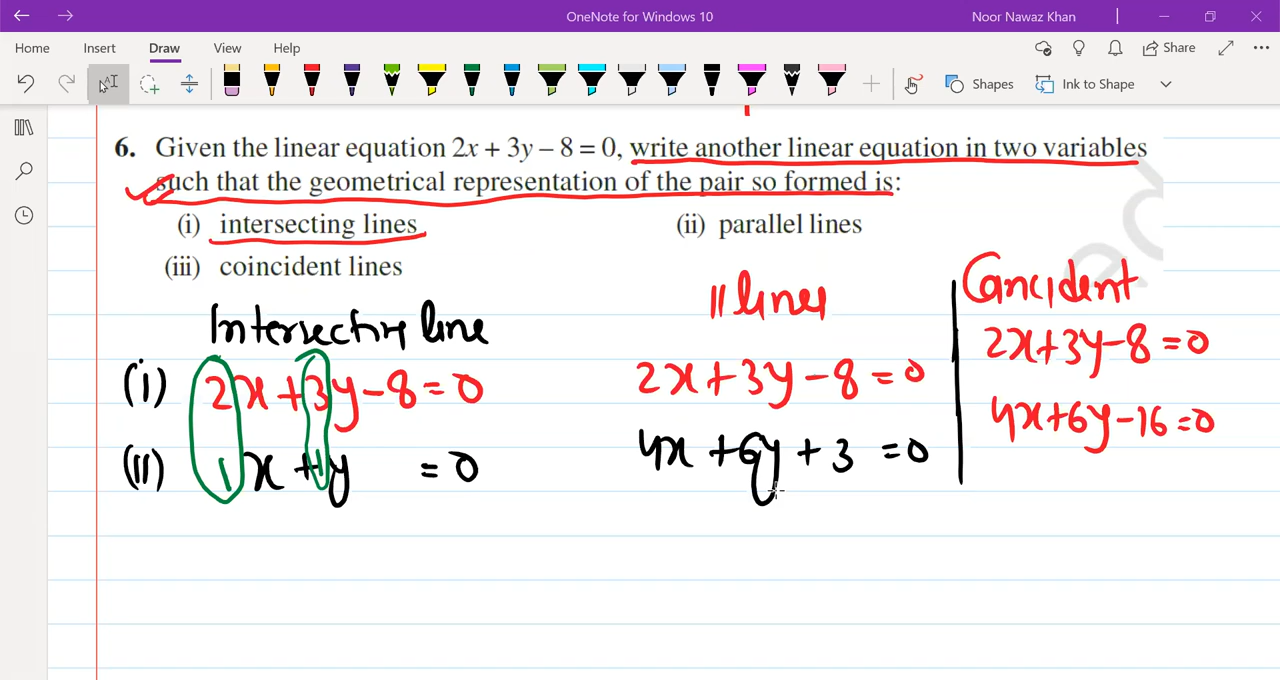 OneNote for Windows 10
Noor Nawaz Khan
Home Insert Draw View Help
Share
Shapes Ink to Shape
6. Given the linear equation 2x + 3y – 8 = 0, write another linear equation in two variables
such that the geometrical representation of the pair so formed is:
(i) intersecting lines (ii) parallel lines
(iii) coincident lines
Intersective line
(i) 2x+3y-8=0
(ii) 1x+1y =0
|| lines
2x+3y-8=0
4x+6y+3=0
Concident
2x+3y-8=0
4x+6y-16=0